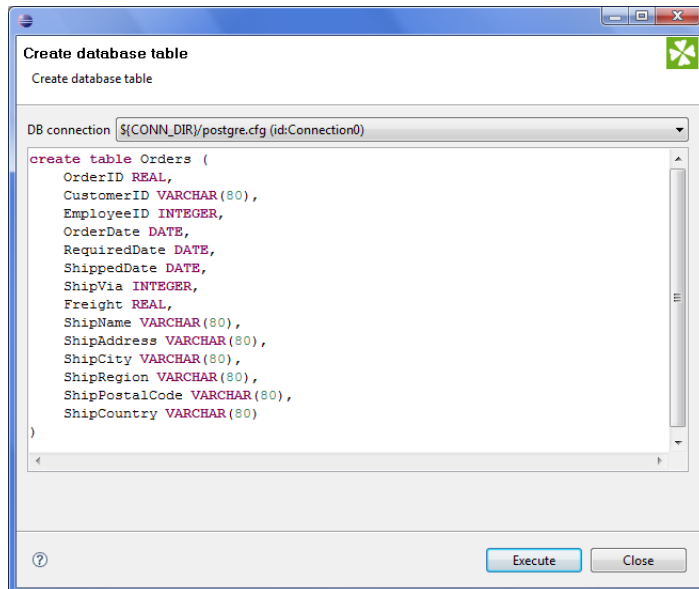 Create database table
Create database table
DB connection ${CONN_DIR}/postgre.cfg (id:Connection0)
create table Orders (
    OrderID REAL,
    CustomerID VARCHAR(80),
    EmployeeID INTEGER,
    OrderDate DATE,
    RequiredDate DATE,
    ShippedDate DATE,
    ShipVia INTEGER,
    Freight REAL,
    ShipName VARCHAR(80),
    ShipAddress VARCHAR(80),
    ShipCity VARCHAR(80),
    ShipRegion VARCHAR(80),
    ShipPostalCode VARCHAR(80),
    ShipCountry VARCHAR(80)
)
Execute Close